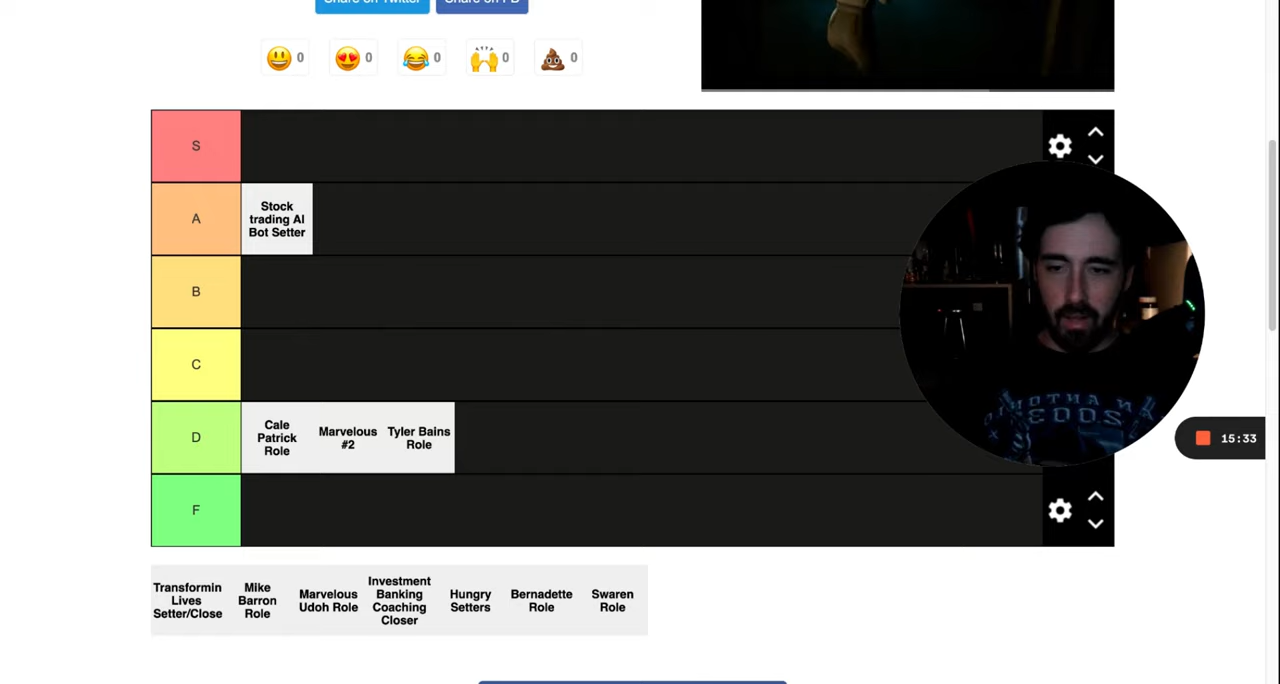 Share on Twitter
Share on FB
0
0
0
0
0
S
A
Stock
trading AI
Bot Setter
B
C
D
Cale
Patrick
Role
Marvelous
#2
Tyler Bains
Role
F
15:33
Transformin
Lives
Setter/Close
Mike
Barron
Role
Marvelous
Udoh Role
Investment
Banking
Coaching
Closer
Hungry
Setters
Bernadette
Role
Swaren
Role